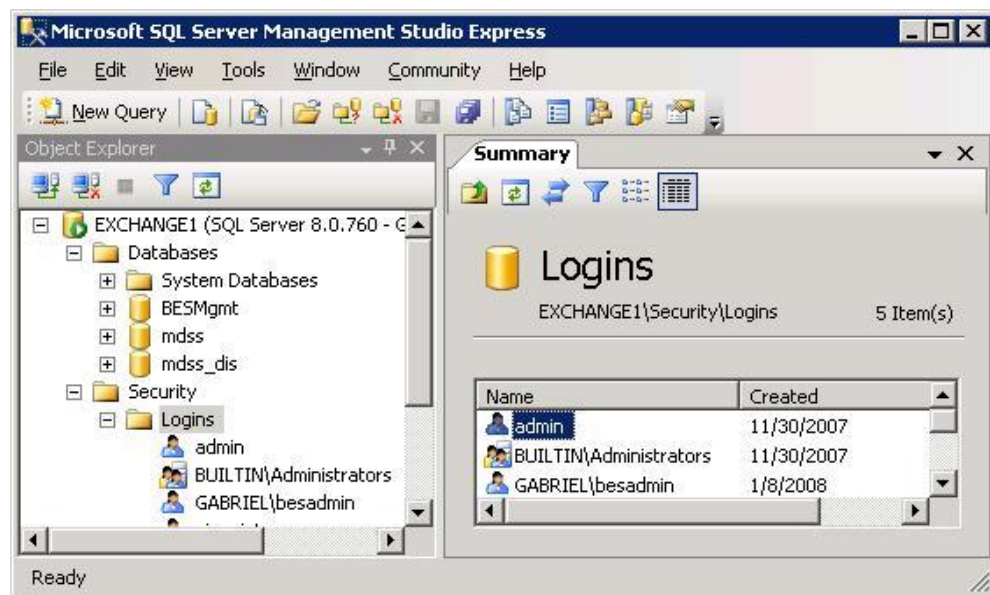 Microsoft SQL Server Management Studio Express
File Edit View Tools Window Community Help
New Query
Object Explorer
EXCHANGE1 (SQL Server 8.0.760 - G
Databases
System Databases
BESMgmt
mdss
mdss_dis
Security
Logins
admin
BUILTIN\Administrators
GABRIEL\besadmin
Summary
Logins
EXCHANGE1\Security\Logins 5 Item(s)
Name Created
admin 11/30/2007
BUILTIN\Administrators 11/30/2007
GABRIEL\besadmin 1/8/2008
Ready